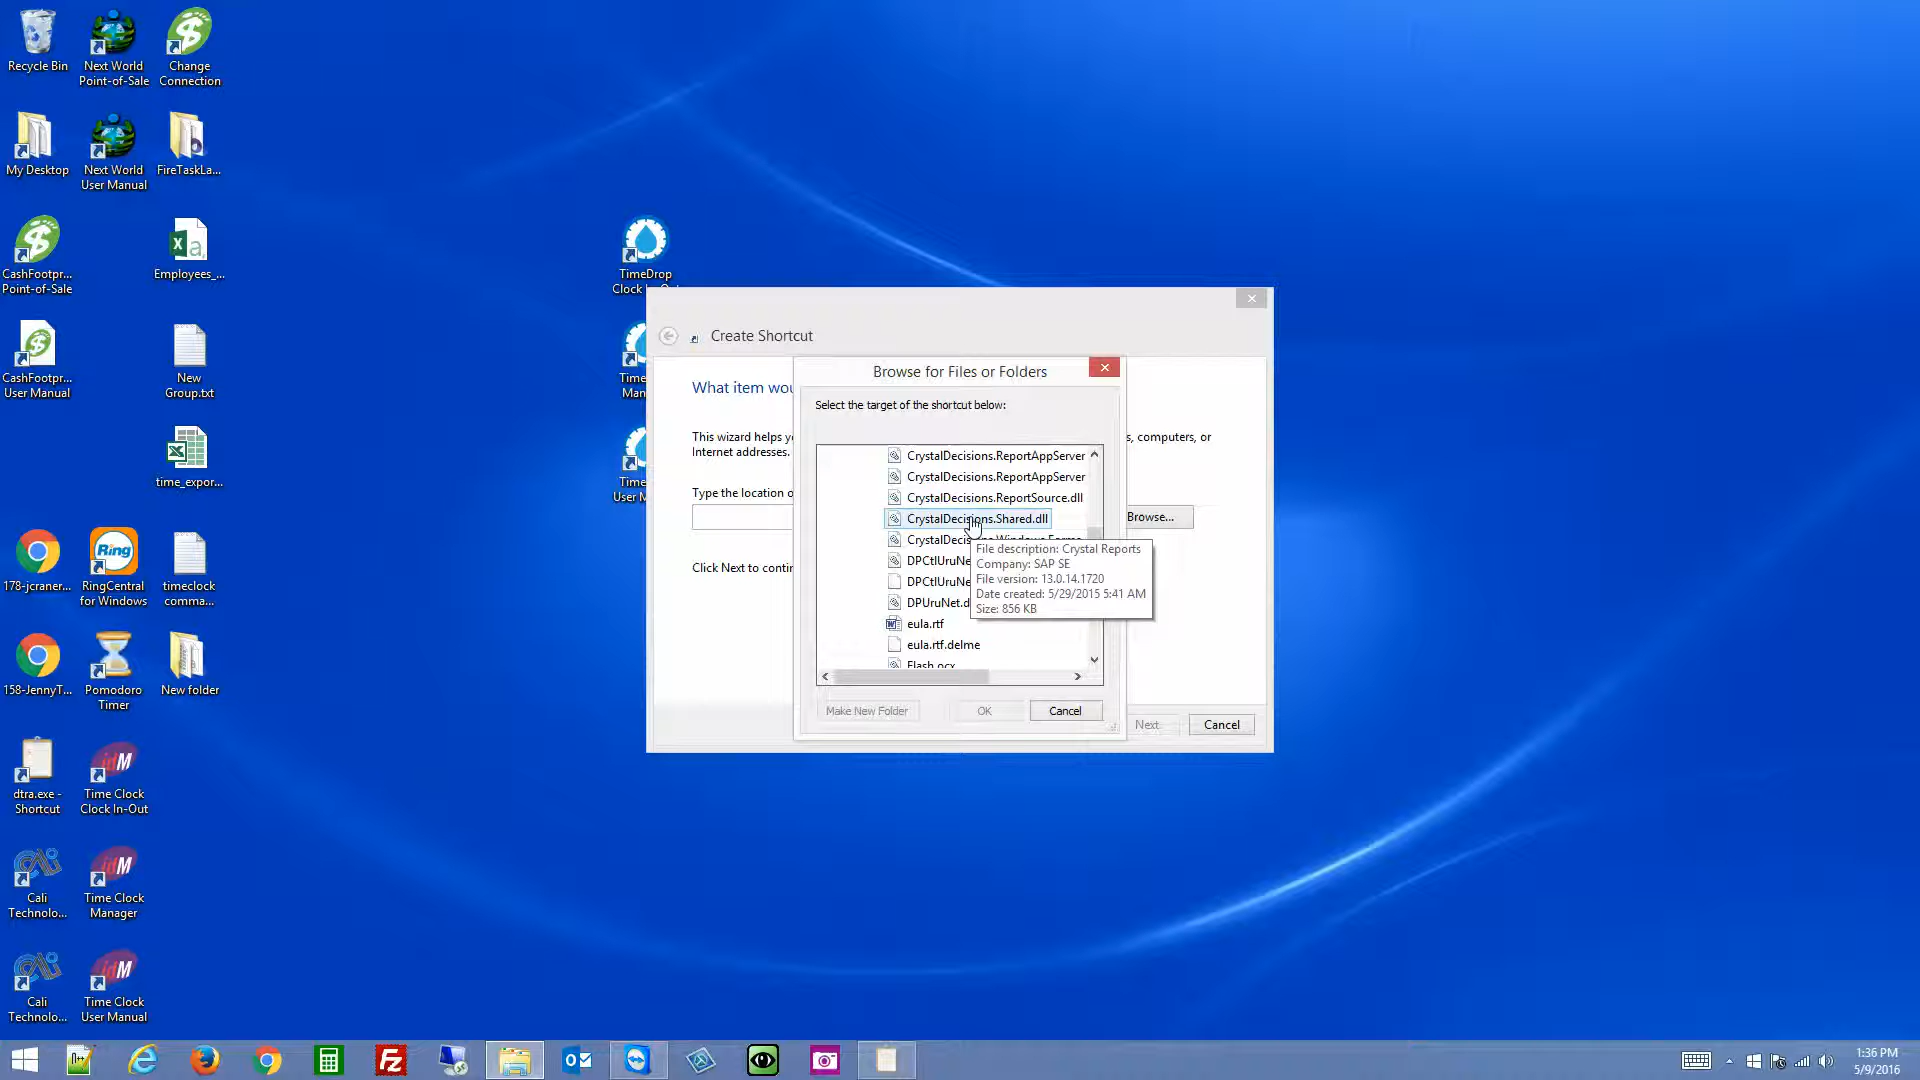 Recycle Bin
Next World
Point-of-Sale
Change
Connection
My Desktop
Next World
User Manual
FireTaskLa...
CashFootpr...
Point-of-Sale
Employees_...
TimeDrop
CashFootpr...
User Manual
New
Group.txt
time_expor...
178-jcraner...
Ring
RingCentral
for Windows
timeclock
comma...
158-JennyT...
Pomodoro
Timer
New folder
dtra.exe -
Shortcut
Time Clock
Clock In-Out
Cali
Technolo...
Time Clock
Manager
Cali
Technolo...
Time Clock
User Manual
Create Shortcut
What item wou
This wizard helps y
s, computers, or
Internet addresses.
Type the location o
Browse...
Click Next to contin
Next
Cancel
Browse for Files or Folders
Select the target of the shortcut below:
CrystalDecisions.ReportAppServer
CrystalDecisions.ReportAppServer
CrystalDecisions.ReportSource.dll
CrystalDecisions.Shared.dll
DPCtlUruNe
DPCtlUruNe
DPUruNet.d
eula.rtf
eula.rtf.delme
Flash.ocx
File description: Crystal Reports
Company: SAP SE
File version: 13.0.14.1720
Date created: 5/29/2015 5:41 AM
Size: 856 KB
Make New Folder
OK
Cancel
1:36 PM
5/9/2016